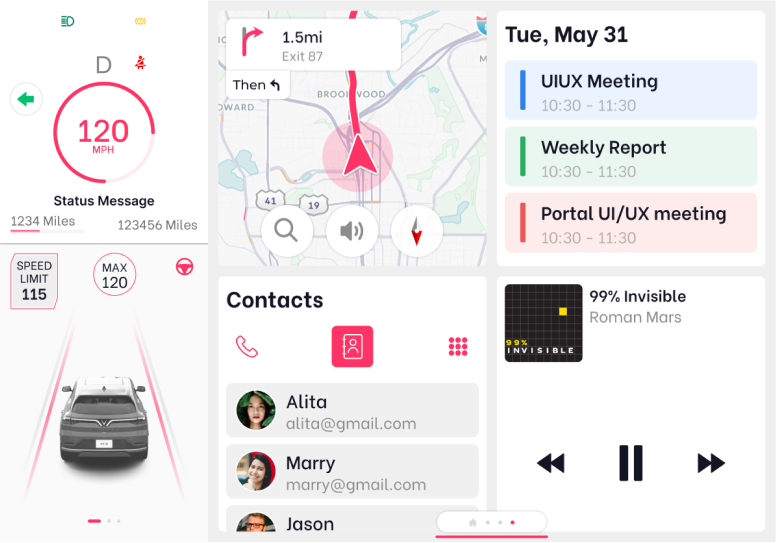 D
120
MPH
Status Message
1234 Miles
123456 Miles
SPEED
LIMIT
115
MAX
120
1.5mi
Exit 87
Then
BROOKWOOD
OWARD
41
19
Tue, May 31
UIUX Meeting
10:30 - 11:30
Weekly Report
10:30 - 11:30
Portal UI/UX meeting
10:30 - 11:30
Contacts
Alita
alita@gmail.com
Marry
marry@gmail.com
Jason
99%
INVISIBLE
99% Invisible
Roman Mars